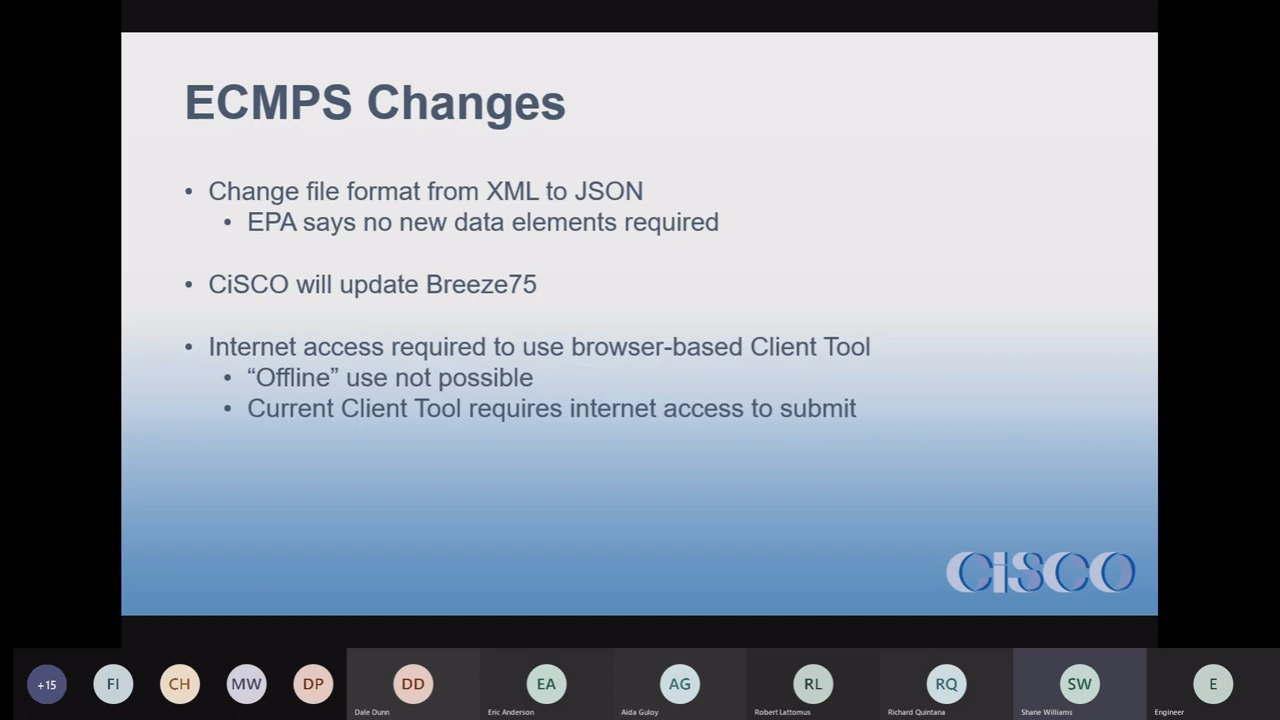 ECMPS Changes
• Change file format from XML to JSON
• EPA says no new data elements required
• CiSCO will update Breeze75
• Internet access required to use browser-based Client Tool
• “Offline” use not possible
• Current Client Tool requires internet access to submit
CiSCO
+15 FI CH MW DP DD EA AG RL RQ SW E
Dale Dunn Eric Anderson Aida Guloy Robert Lattomus Richard Quintana Shane Williams Engineer